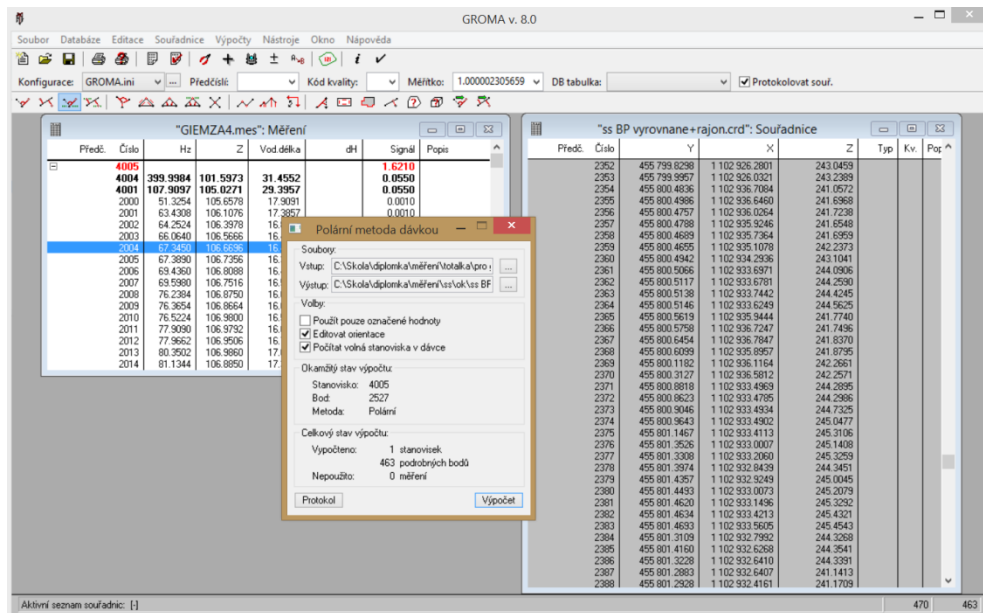 GROMA v. 8.0
Soubor Databáze Editace Souřadnice Výpočty Nástroje Okno Nápověda
Konfigurace: GROMA.ini ... Předčíslí: Kód kvality: Měřítko: 1.000002305659 DB tabulka: Protokolovat souř.
"GIEMZA4.mes": Měření
Předč. Číslo Hz Z Vod.délka dH Signál Popis
4005 1.6210
4004 399.9984 101.5973 31.4552 0.0550
4001 107.9097 105.0271 29.3957 0.0550
2000 51.3254 105.6578 17.9091 0.0010
2001 63.4308 106.1076 17.3857 0.0010
2002 64.2524 106.3978 16.
2003 66.0640 106.5666 16.
2004 67.3450 106.6696 16.
2005 67.3890 106.7356 16.
2006 69.4360 106.8088 16.
2007 69.5980 106.7516 16.
2008 76.2384 106.8750 16.
2009 76.3654 106.8664 16.
2010 76.5224 106.9800 16.
2011 77.9090 106.9792 16.
2012 77.9662 106.9506 16.
2013 80.3502 106.9860 17.
2014 81.1344 106.8850 17.
Polární metoda dávkou
Soubory:
Vstup: C:\Skola\diplomka\měření\totalka\pro ...
Výstup: C:\Skola\diplomka\měření\ss\ok\ss BF ...
Volby:
Použít pouze označené hodnoty
Editovat orientace
Počítat volná stanoviska v dávce
Okamžitý stav výpočtu:
Stanovisko: 4005
Bod: 2527
Metoda: Polární
Celkový stav výpočtu:
Vypočteno: 1 stanovisek
463 podrobných bodů
Nepoužito: 0 měření
Protokol Výpočet
"ss BP vyrovnane+rajon.crd": Souřadnice
Předč. Číslo Y X Z Typ Kv. Pop
2352 455 799.8298 1 102 926.2801 243.0459
2353 455 799.9957 1 102 926.0321 243.2389
2354 455 800.4836 1 102 936.7084 241.0572
2355 455 800.4986 1 102 936.6460 241.6968
2356 455 800.4757 1 102 936.0264 241.7238
2357 455 800.4788 1 102 935.9246 241.6548
2358 455 800.4689 1 102 935.7364 241.6959
2359 455 800.4655 1 102 935.1078 242.2373
2360 455 800.4942 1 102 934.2936 243.1041
2361 455 800.5066 1 102 933.6971 244.0906
2362 455 800.5117 1 102 933.6781 244.2590
2363 455 800.5138 1 102 933.7442 244.4245
2364 455 800.5146 1 102 933.6249 244.5625
2365 455 800.5619 1 102 935.9444 241.7740
2366 455 800.5758 1 102 936.7247 241.7496
2367 455 800.6454 1 102 936.7847 241.8370
2368 455 800.6099 1 102 935.8957 241.8795
2369 455 800.1182 1 102 936.1164 242.2661
2370 455 800.3127 1 102 936.5812 242.2571
2371 455 800.8818 1 102 933.4969 244.2895
2372 455 800.8623 1 102 933.4785 244.2986
2373 455 800.9046 1 102 933.4934 244.7325
2374 455 800.9643 1 102 933.4902 245.0477
2375 455 801.1467 1 102 933.4113 245.3106
2376 455 801.3526 1 102 933.0007 245.1408
2377 455 801.3308 1 102 933.2060 245.3259
2378 455 801.3974 1 102 932.8439 244.3451
2379 455 801.4357 1 102 932.9249 245.0045
2380 455 801.4493 1 102 933.0073 245.2079
2381 455 801.4620 1 102 933.1496 245.3292
2382 455 801.4634 1 102 933.4213 245.4321
2383 455 801.4693 1 102 933.5605 245.4543
2384 455 801.3109 1 102 932.7992 244.3268
2385 455 801.4160 1 102 932.6268 244.3541
2386 455 801.3228 1 102 932.6410 244.3391
2387 455 801.2883 1 102 932.6407 241.1413
2388 455 801.2928 1 102 932.4161 241.1709
Aktivní seznam souřadnic: [-] 470 463